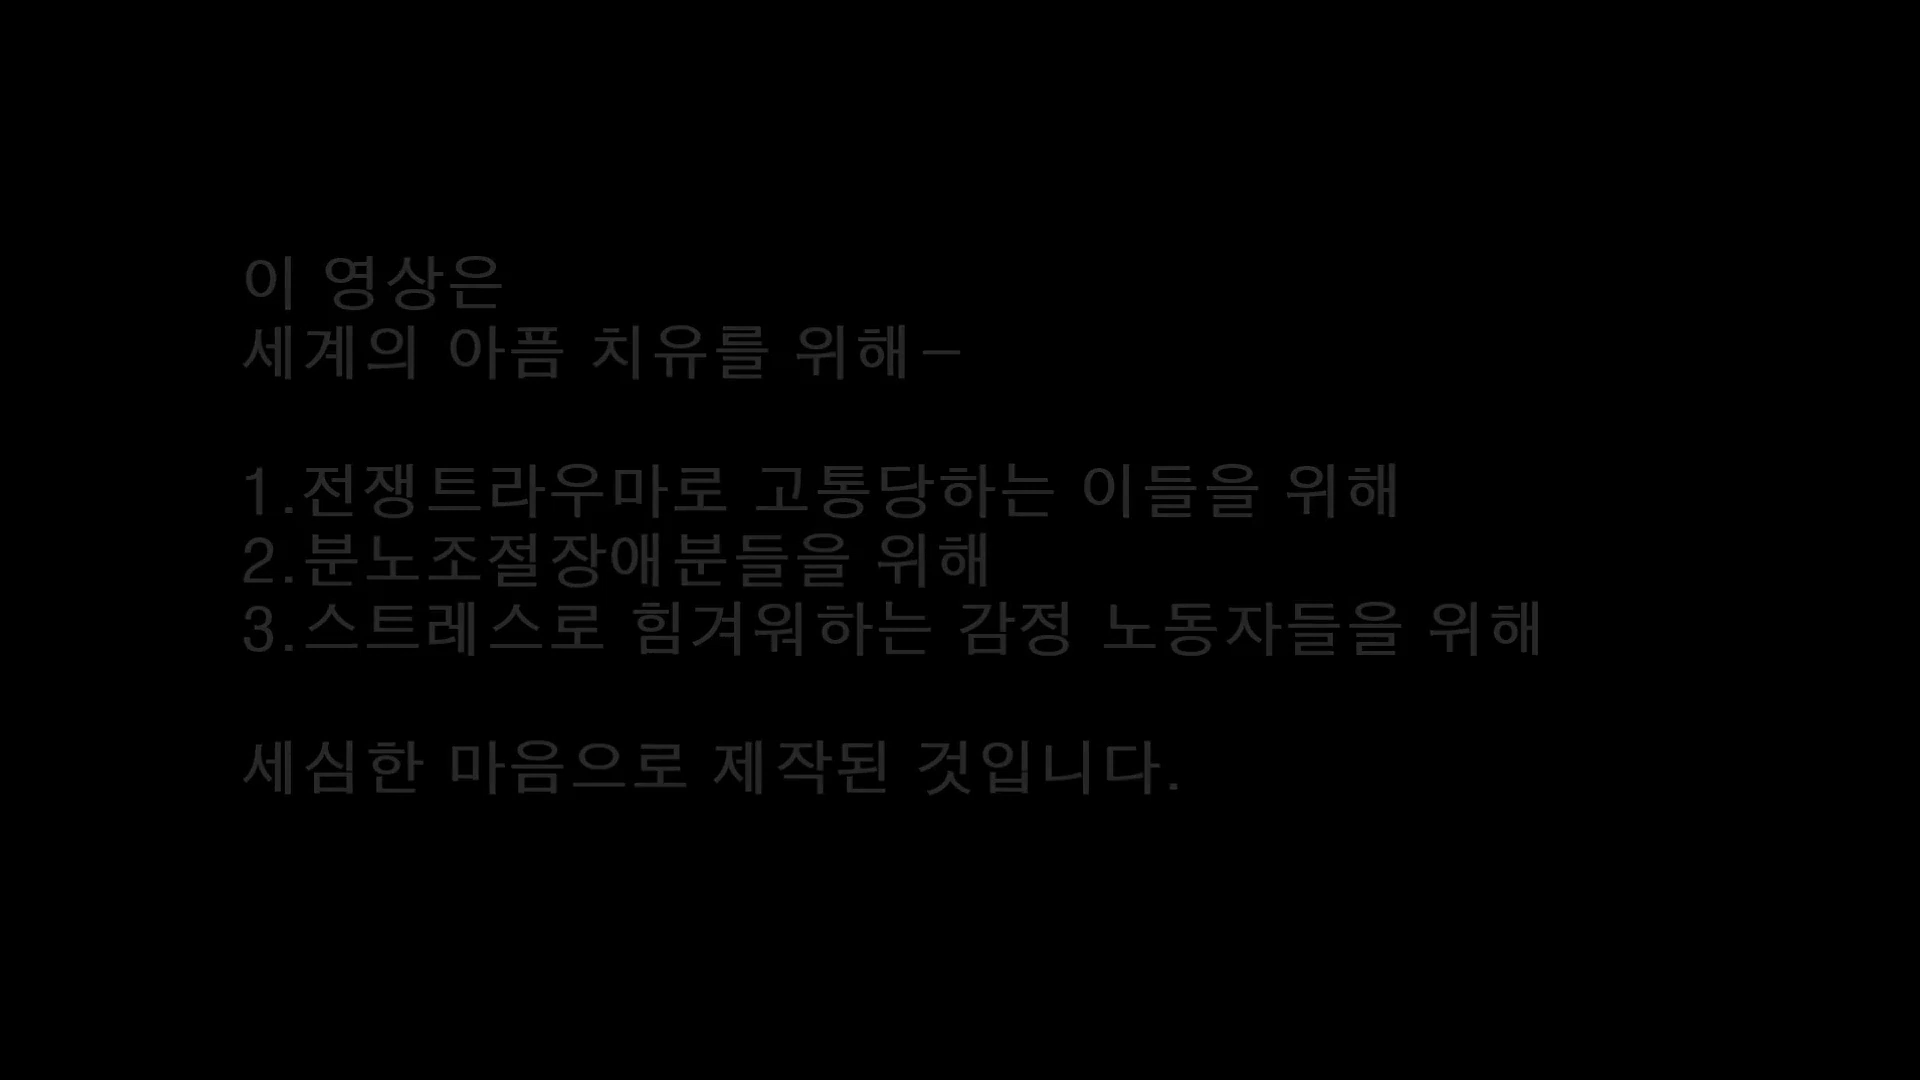 이 영상은
세계의 아픔 치유를 위해-
1.전쟁트라우마로 고통당하는 이들을 위해
2.분노조절장애분들을 위해
3.스트레스로 힘겨워하는 감정 노동자들을 위해
세심한 마음으로 제작된 것입니다.